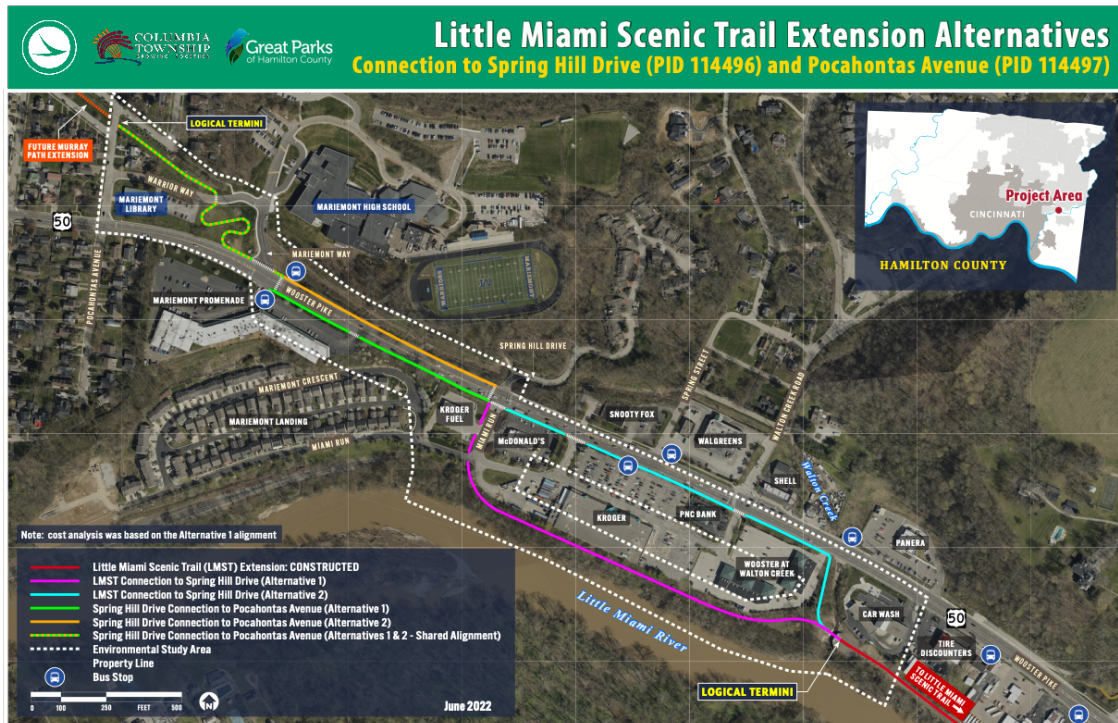 Little Miami Scenic Trail Extension Alternatives
Connection to Spring Hill Drive (PID 114496) and Pocahontas Avenue (PID 114497)
COLUMBIA
TOWNSHIP
GROWING TOGETHER
Great Parks
of Hamilton County
LOGICAL TERMINI
FUTURE MURRAY
PATH EXTENSION
WARRIOR WAY
MARIEMONT
LIBRARY
MARIEMONT HIGH SCHOOL
50
MARIEMONT WAY
POCAHONTAS AVENUE
MARIEMONT PROMENADE
WOOSTER PIKE
WARRIORS
MARIEMONT
Project Area
CINCINNATI
HAMILTON COUNTY
SPRING HILL DRIVE
SPRING STREET
WALTON CREEK ROAD
MARIEMONT CRESCENT
MARIEMONT LANDING
MIAMI RUN
KROGER
FUEL
MIAMI RUN
McDONALD'S
SNOOTY FOX
WALGREENS
SHELL
Walton Creek
KROGER
PNC BANK
WOOSTER AT
WALTON CREEK
PANERA
CAR WASH
50
TIRE
DISCOUNTERS
WOOSTER PIKE
Little Miami River
LOGICAL TERMINI
TO LITTLE MIAMI
SCENIC TRAIL
Note: cost analysis was based on the Alternative 1 alignment
Little Miami Scenic Trail (LMST) Extension: CONSTRUCTED
LMST Connection to Spring Hill Drive (Alternative 1)
LMST Connection to Spring Hill Drive (Alternative 2)
Spring Hill Drive Connection to Pocahontas Avenue (Alternative 1)
Spring Hill Drive Connection to Pocahontas Avenue (Alternative 2)
Spring Hill Drive Connection to Pocahontas Avenue (Alternatives 1 & 2 - Shared Alignment)
Environmental Study Area
Property Line
Bus Stop
0 100 250 FEET 500
N
June 2022